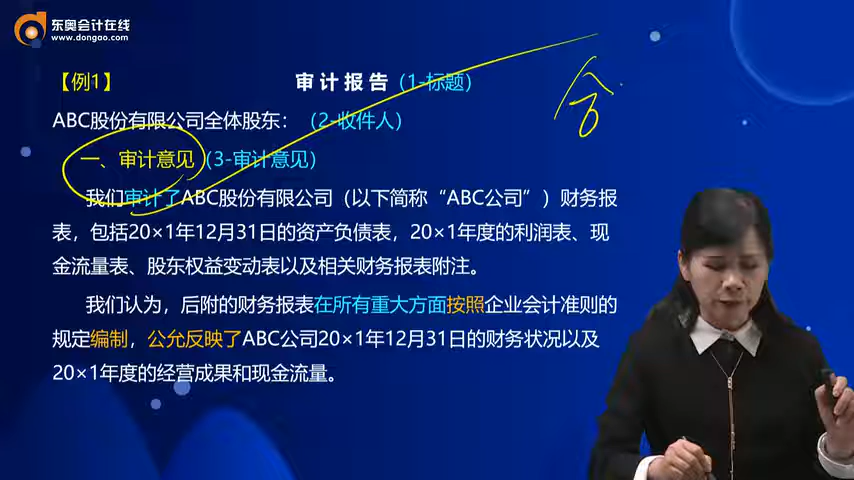 东奥会计在线
www.dongao.com
【例1】 审计报告（1-标题）
ABC股份有限公司全体股东：（2-收件人）
一、审计意见（3-审计意见）
我们审计了ABC股份有限公司（以下简称“ABC公司”）财务报
表，包括20×1年12月31日的资产负债表，20×1年度的利润表、现
金流量表、股东权益变动表以及相关财务报表附注。
我们认为，后附的财务报表在所有重大方面按照企业会计准则的
规定编制，公允反映了ABC公司20×1年12月31日的财务状况以及
20×1年度的经营成果和现金流量。